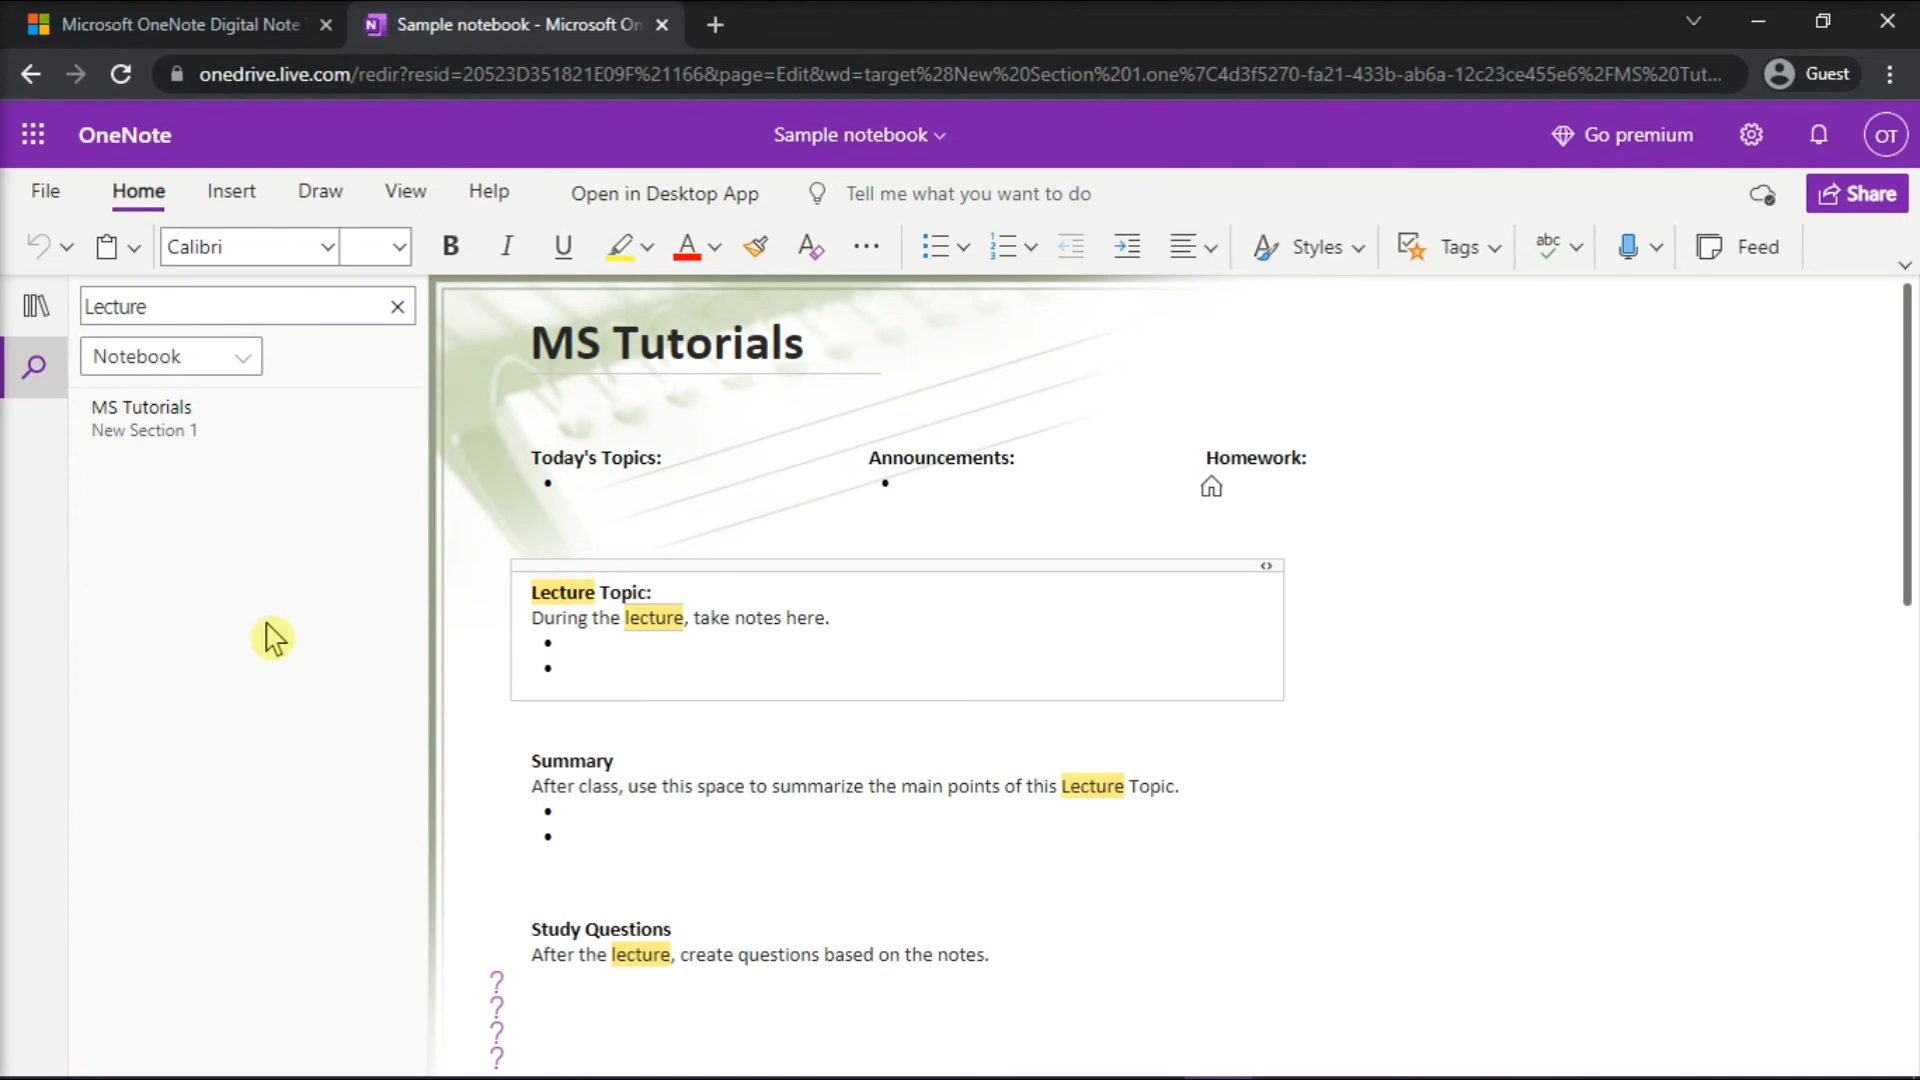 Microsoft OneNote Digital Note
Sample notebook - Microsoft On
onedrive.live.com/redir?resid=20523D351821E09F%21166&page=Edit&wd=target%28New%20Section%201.one%7C4d3f5270-fa21-433b-ab6a-12c23ce455e6%2FMS%20Tut...
Guest
OneNote
Sample notebook
Go premium
OT
File Home Insert Draw View Help Open in Desktop App Tell me what you want to do
Share
Calibri
B I U A A
Styles
Tags
abc
Feed
Lecture
Notebook
MS Tutorials
New Section 1
MS Tutorials
Today's Topics:
Announcements:
Homework:
Lecture Topic:
During the lecture, take notes here.
Summary
After class, use this space to summarize the main points of this Lecture Topic.
Study Questions
After the lecture, create questions based on the notes.
?
?
?
?